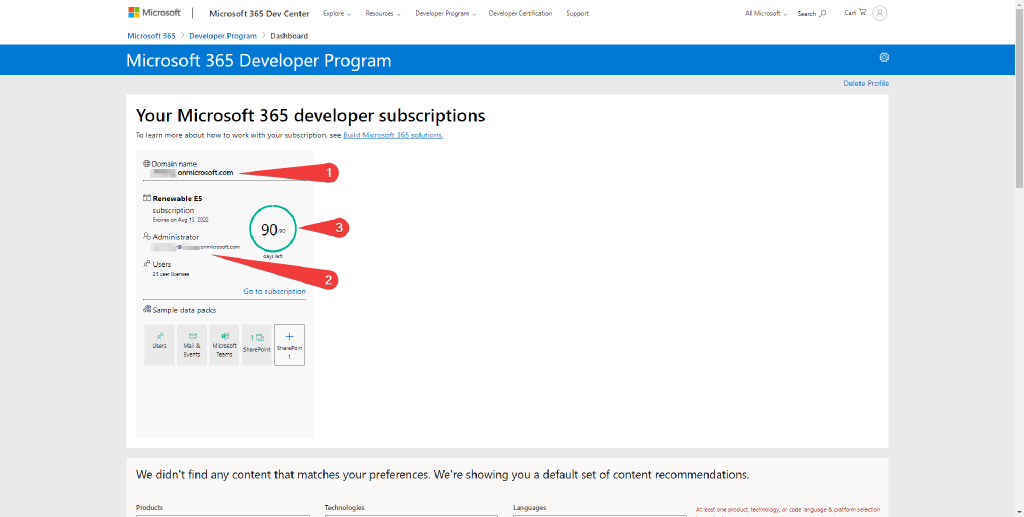 Microsoft | Microsoft 365 Dev Center Explore Resources Developer Program Developer Certification Support All Microsoft Search Cart
Microsoft 365 > Developer Program > Dashboard
Microsoft 365 Developer Program
Delete Profile
Your Microsoft 365 developer subscriptions
To learn more about how to work with your subscription, see Build Microsoft 365 solutions.
Domain name
.onmicrosoft.com
1
Renewable E5
subscription
Expires on Aug 13, 2022
90/90
days left
3
Administrator
@ .onmicrosoft.com
2
Users
25 user licenses
Go to subscription
Sample data packs
Users
Mail &
Events
Microsoft
Teams
1
SharePoint
+
SharePoin
t
We didn't find any content that matches your preferences. We're showing you a default set of content recommendations.
Products Technologies Languages
At least one product, technology, or code language & platform selection